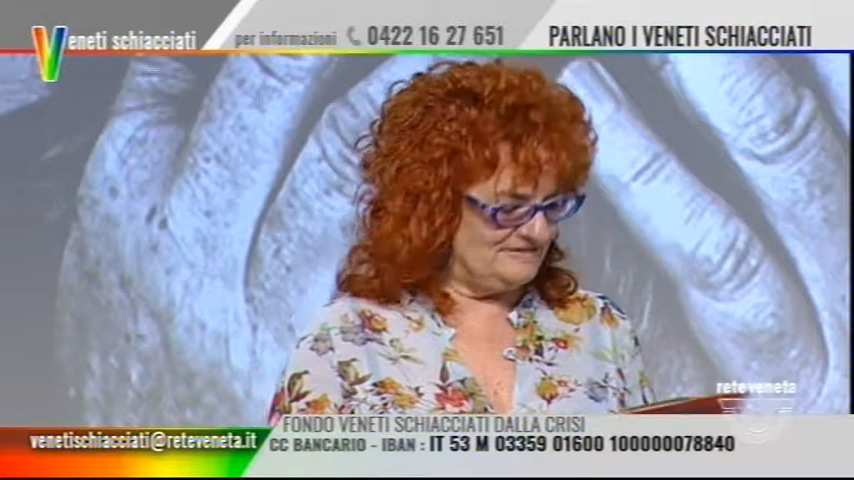 Veneti schiacciati
per informazioni 0422 16 27 651
PARLANO I VENETI SCHIACCIATI
reteveneta
FONDO VENETI SCHIACCIATI DALLA CRISI
venetischiacciati@reteveneta.it
CC BANCARIO - IBAN : IT 53 M 03359 01600 100000078840